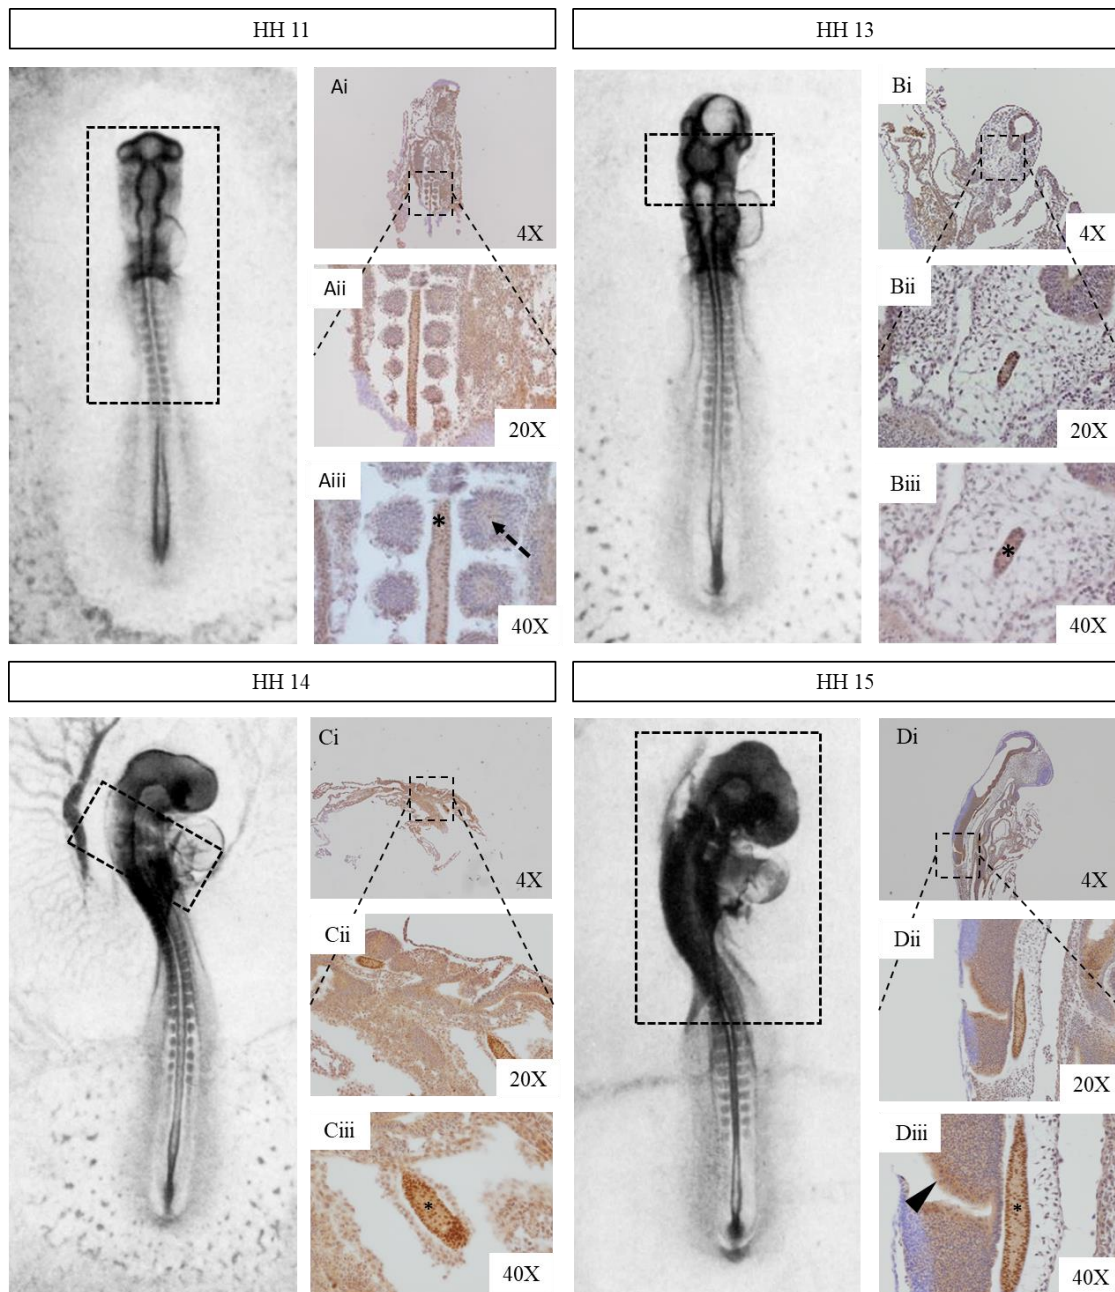 HH 11
HH 13
Ai
4X
Aii
20X
Aiii
*
40X
Bi
4X
Bii
20X
Biii
*
40X
HH 14
HH 15
Ci
4X
Cii
20X
Ciii
*
40X
Di
4X
Dii
20X
Diii
*
40X